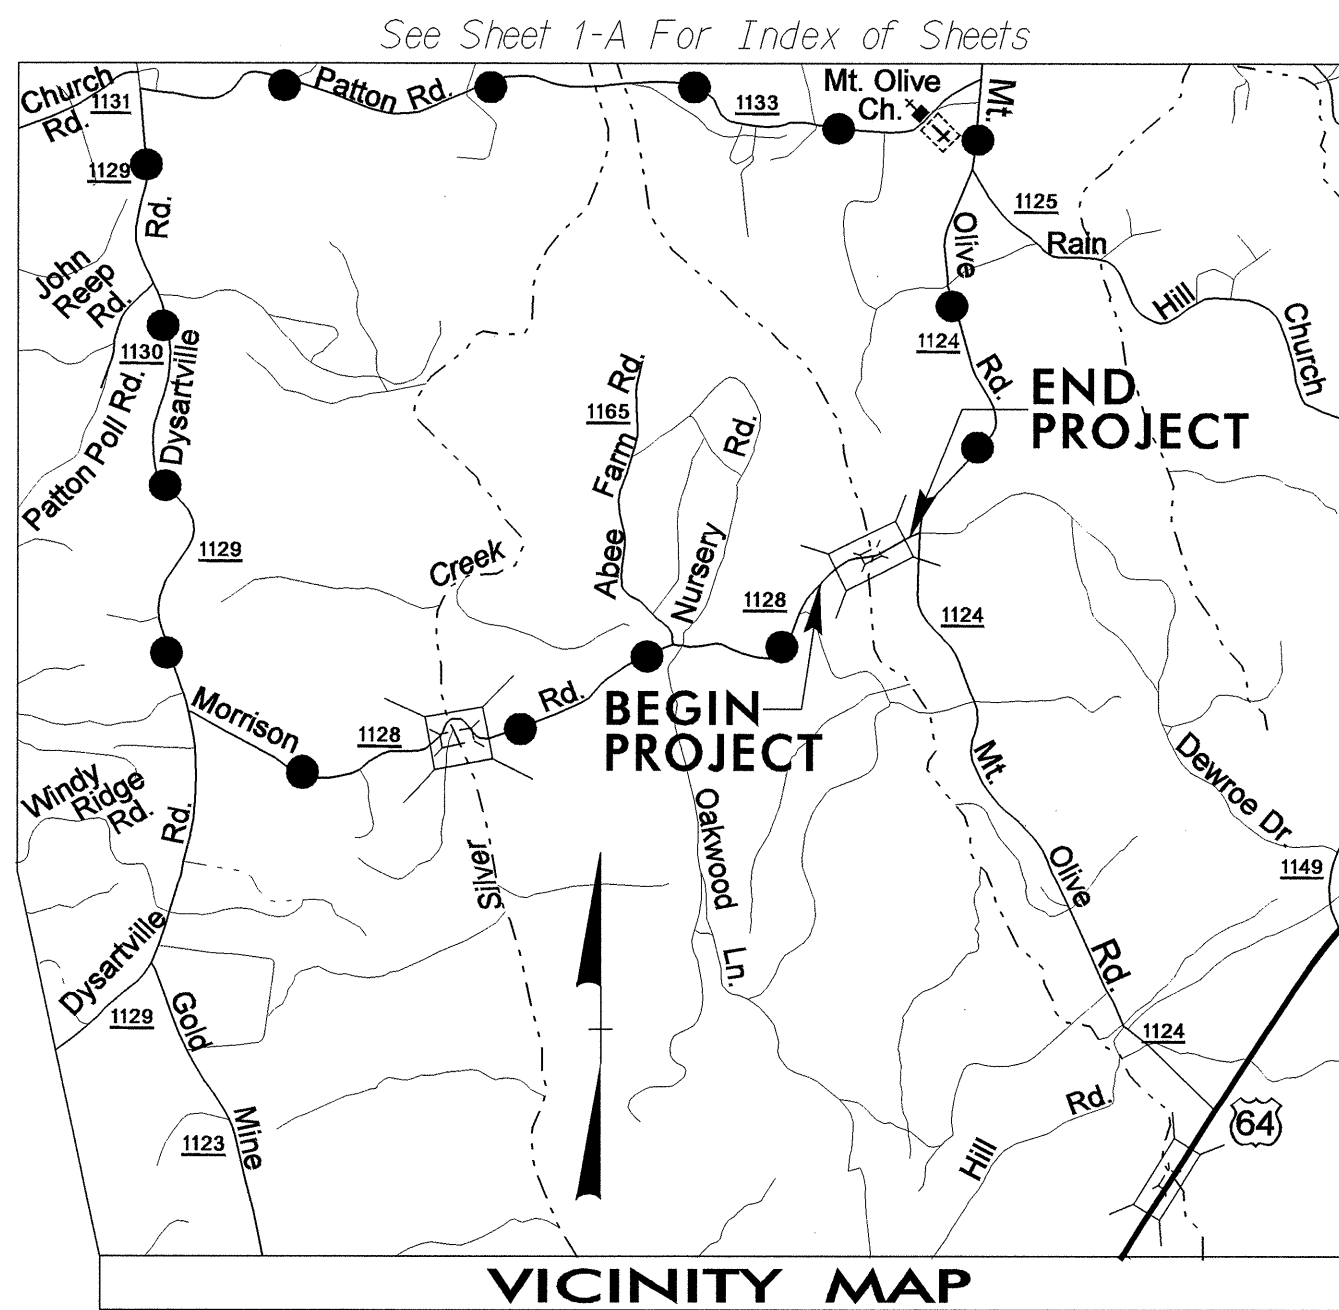 See Sheet 1-A For Index of Sheets
Church
Rd.
1131
Patton Rd.
1133
Mt. Olive
Ch.
Mt.
Olive
Rd.
1129
Rd.
John
Reep
Rd.
1130
Dysartville
Patton Poll Rd.
1129
1125
Rain
Hill
Church
1124
END
PROJECT
1165
Abee Farm Rd.
Nursery Rd.
Creek
1128
1124
Morrison
1128
Rd.
BEGIN
PROJECT
Windy
Ridge
Rd.
Rd.
Silver
Oakwood
Ln.
Mt.
Olive
Rd.
Dewroe Dr
1149
Dysartville
1129
Gold
Mine
1123
1124
Hill
Rd.
64
VICINITY MAP